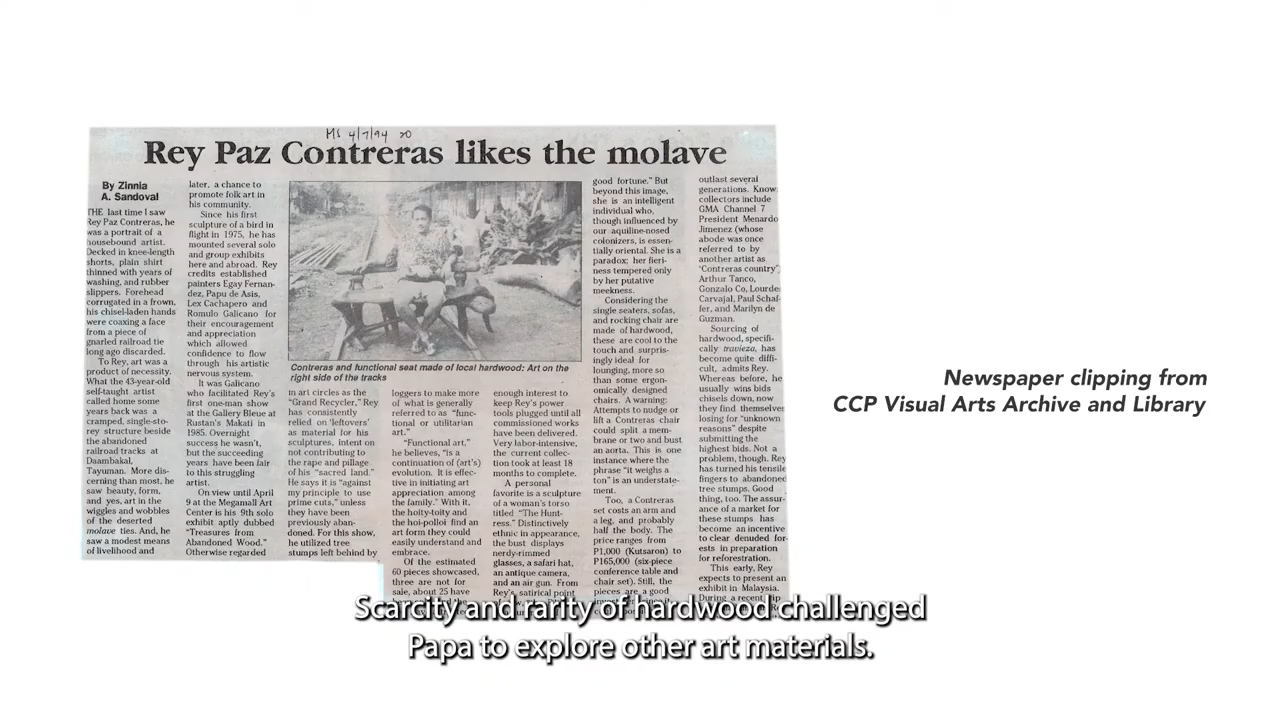 MS 4/7/94 20
Rey Paz Contreras likes the molave
By Zinnia
A. Sandoval
THE last time I saw
Rey Paz Contreras, he
was a portrait of a
housebound artist.
Decked in knee-length
shorts, plain shirt
thinned with years of
washing, and rubber
slippers. Forehead
corrugated in a frown,
his chisel-laden hands
were coaxing a face
from a piece of
gnarled railroad tie
long ago discarded.
To Rey, art was a
product of necessity.
What the 43-year-old
self-taught artist
called home some
years back was a
cramped, single-sto-
rey structure beside
the abandoned
railroad tracks at
Daambakal,
Tayuman. More dis-
cerning than most, he
saw beauty, form,
and yes, art in the
wiggles and wobbles
of the deserted
molave ties. And, he
saw a modest means
of livelihood and
later, a chance to
promote folk art in
his community.
Since his first
sculpture of a bird in
flight in 1975, he has
mounted several solo
and group exhibits
here and abroad. Rey
credits established
painters Egay Fernan-
dez, Papu de Asis,
Lex Cachapero and
Romulo Galicano for
their encouragement
and appreciation
which allowed
confidence to flow
through his artistic
nervous system.
It was Galicano
who facilitated Rey's
first one-man show
at the Gallery Bleue at
Rustan's Makati in
1985. Overnight
success he wasn't,
but the succeeding
years have been fair
to this struggling
artist.
On view until April
9 at the Megamall Art
Center is his 9th solo
exhibit aptly dubbed
"Treasures from
Abandoned Wood."
Otherwise regarded
Contreras and functional seat made of local hardwood: Art on the
right side of the tracks
in art circles as the
"Grand Recycler," Rey
has consistently
relied on 'leftovers'
as material for his
sculptures, intent on
not contributing to
the rape and pillage
of his "sacred land."
He says it is "against
my principle to use
prime cuts," unless
they have been
previously aban-
doned. For this show,
he utilized tree
stumps left behind by
loggers to make more
of what is generally
referred to as "func-
tional or utilitarian
art."
"Functional art,"
he believes, "is a
continuation of (art's)
evolution. It is effec-
tive in initiating art
appreciation among
the family." With it,
the hoity-toity and
the hoi-polloi find an
art form they could
easily understand and
embrace.
Of the estimated
60 pieces showcased,
three are not for
sale, about 25 have
enough interest to
keep Rey's power
tools plugged until all
commissioned works
have been delivered.
Very labor-intensive,
the current collec-
tion took at least 18
months to complete.
A personal
favorite is a sculpture
of a woman's torso
titled "The Hunt-
ress." Distinctively
ethnic in appearance,
the bust displays
nerdy-rimmed
glasses, a safari hat,
an antique camera,
and an air gun. From
Rey's satirical point
good fortune." But
beyond this image,
she is an intelligent
individual who,
though influenced by
our aquiline-nosed
colonizers, is essen-
tially oriental. She is a
paradox; her fieri-
ness tempered only
by her putative
meekness.
Considering the
single seaters, sofas,
and rocking chair are
made of hardwood,
these are cool to the
touch and surpris-
ingly ideal for
lounging, more so
than some ergon-
omically designed
chairs. A warning:
Attempts to nudge or
lift a Contreras chair
could split a mem-
brane or two and bust
an aorta. This is one
instance where the
phrase "it weighs a
ton" is an understate-
ment.
Too, a Contreras
set costs an arm and
a leg, and probably
half the body. The
price ranges from
P1,000 (Kutsaron) to
P165,000 (six-piece
conference table and
chair set). Still, the
pieces are a good
outlast several
generations. Known
collectors include
GMA Channel 7
President Menardo
Jimenez (whose
abode was once
referred to by
another artist as
"Contreras country")
Arthur Tanco,
Gonzalo Co, Lourdes
Carvajal, Paul Schaf-
fer, and Marilyn de
Guzman.
Sourcing of
hardwood, specifi-
cally travieza, has
become quite diffi-
cult, admits Rey.
Whereas before, he
usually wins bids
chisels down, now
they find themselves
losing for "unknown
reasons" despite
submitting the
highest bids. Not a
problem, though. Rey
has turned his tensile
fingers to abandoned
tree stumps. Good
thing, too. The assur-
ance of a market for
these stumps has
become an incentive
to clear denuded for-
ests in preparation
for reforestration.
This early, Rey
expects to present an
exhibit in Malaysia.
During a recent trip
Newspaper clipping from
CCP Visual Arts Archive and Library
Scarcity and rarity of hardwood challenged
Papa to explore other art materials.